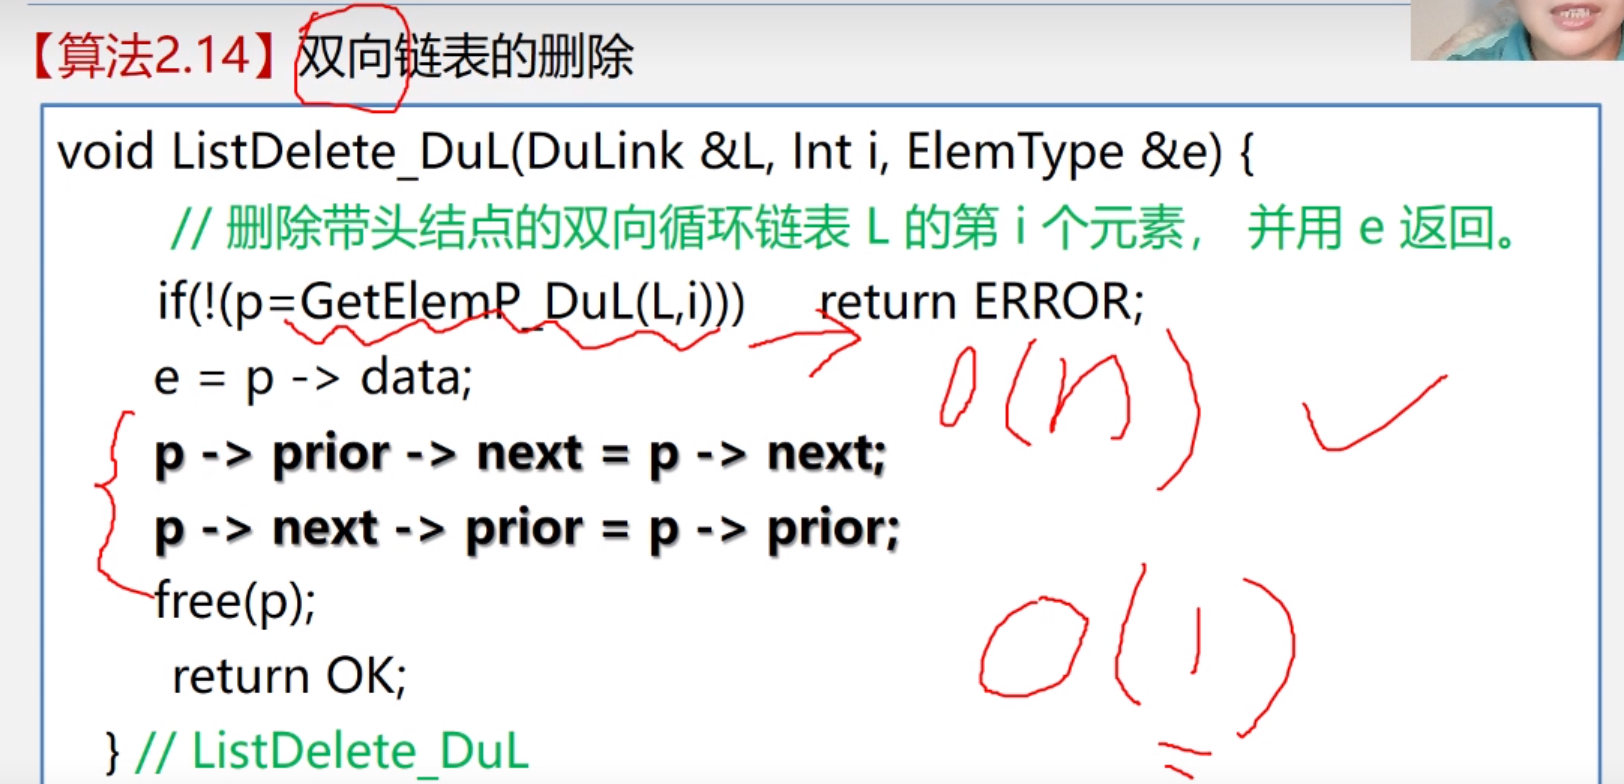 【算法2.14】双向链表的删除
void ListDelete_DuL(DuLink &L, Int i, ElemType &e) {
// 删除带头结点的双向循环链表 L 的第 i 个元素， 并用 e 返回。
if(!(p=GetElemP_DuL(L,i))) return ERROR;
e = p -> data;
O(n)
p -> prior -> next = p -> next;
p -> next -> prior = p -> prior;
free(p);
O(1)
return OK;
} // ListDelete_DuL